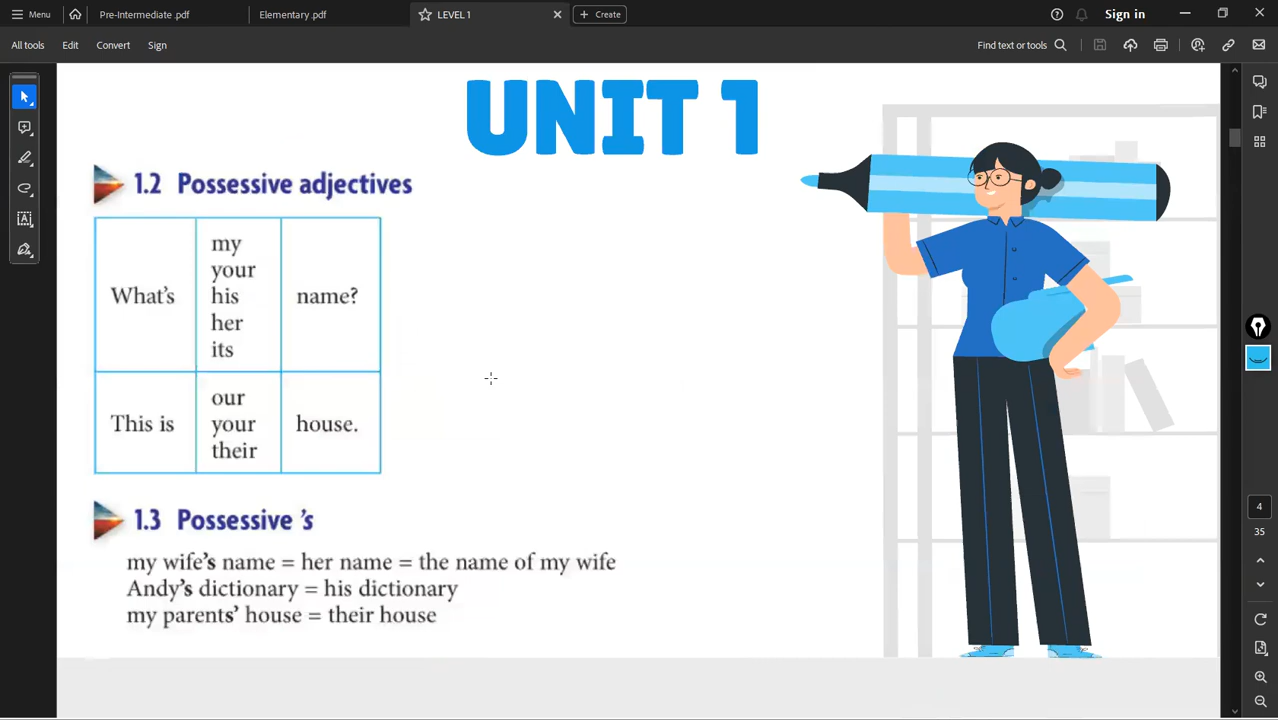 Menu
Pre-Intermediate .pdf
Elementary .pdf
LEVEL 1
Create
Sign in
All tools
Edit
Convert
Sign
Find text or tools
UNIT 1
1.2 Possessive adjectives
What's
my
your
his
her
its
name?
This is
our
your
their
house.
1.3 Possessive ’s
my wife’s name = her name = the name of my wife
Andy’s dictionary = his dictionary
my parents’ house = their house
4
35